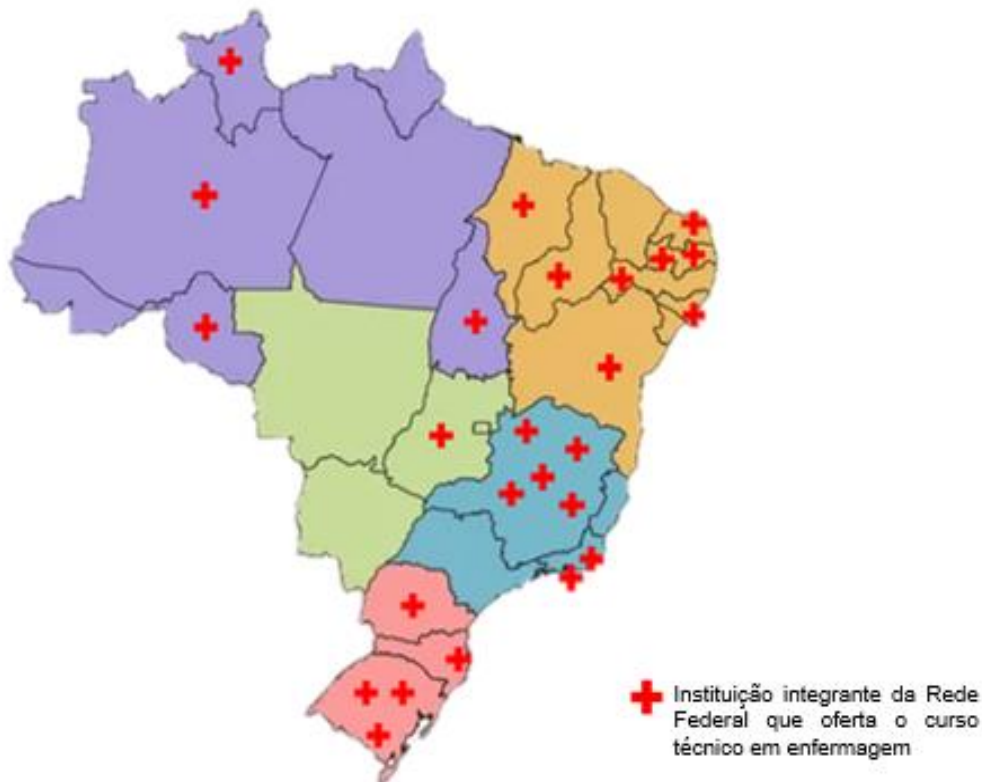 Instituição integrante da Rede
Federal que oferta o curso
técnico em enfermagem